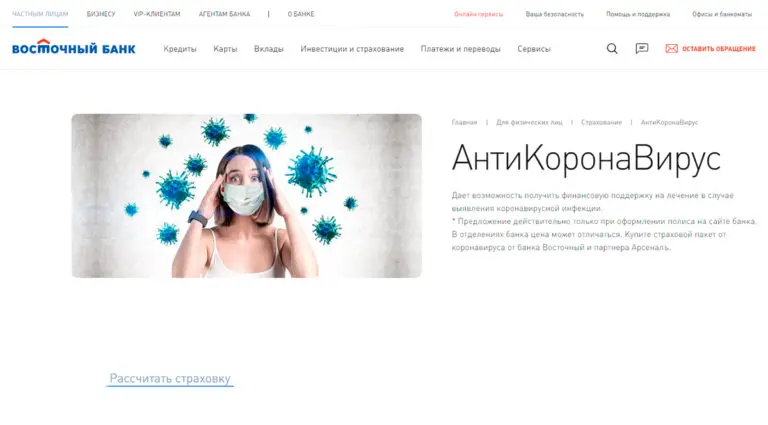 ЧАСТНЫМ ЛИЦАМ БИЗНЕСУ VIP-КЛИЕНТАМ АГЕНТАМ БАНКА | О БАНКЕ Онлайн сервисы Ваша безопасность Помощь и поддержка Офисы и банкоматы
ВОСТОЧНЫЙ БАНК Кредиты Карты Вклады Инвестиции и страхование Платежи и переводы Сервисы ОСТАВИТЬ ОБРАЩЕНИЕ
Главная | Для физических лиц | Страхование | АнтиКоронаВирус
АнтиКоронаВирус
Дает возможность получить финансовую поддержку на лечение в случае
выявления коронавирусной инфекции.
* Предложение действительно только при оформлении полиса на сайте банка.
В отделениях банка цена может отличаться. Купите страховой пакет от
коронавируса от банка Восточный и партнера Арсеналъ.
Рассчитать страховку